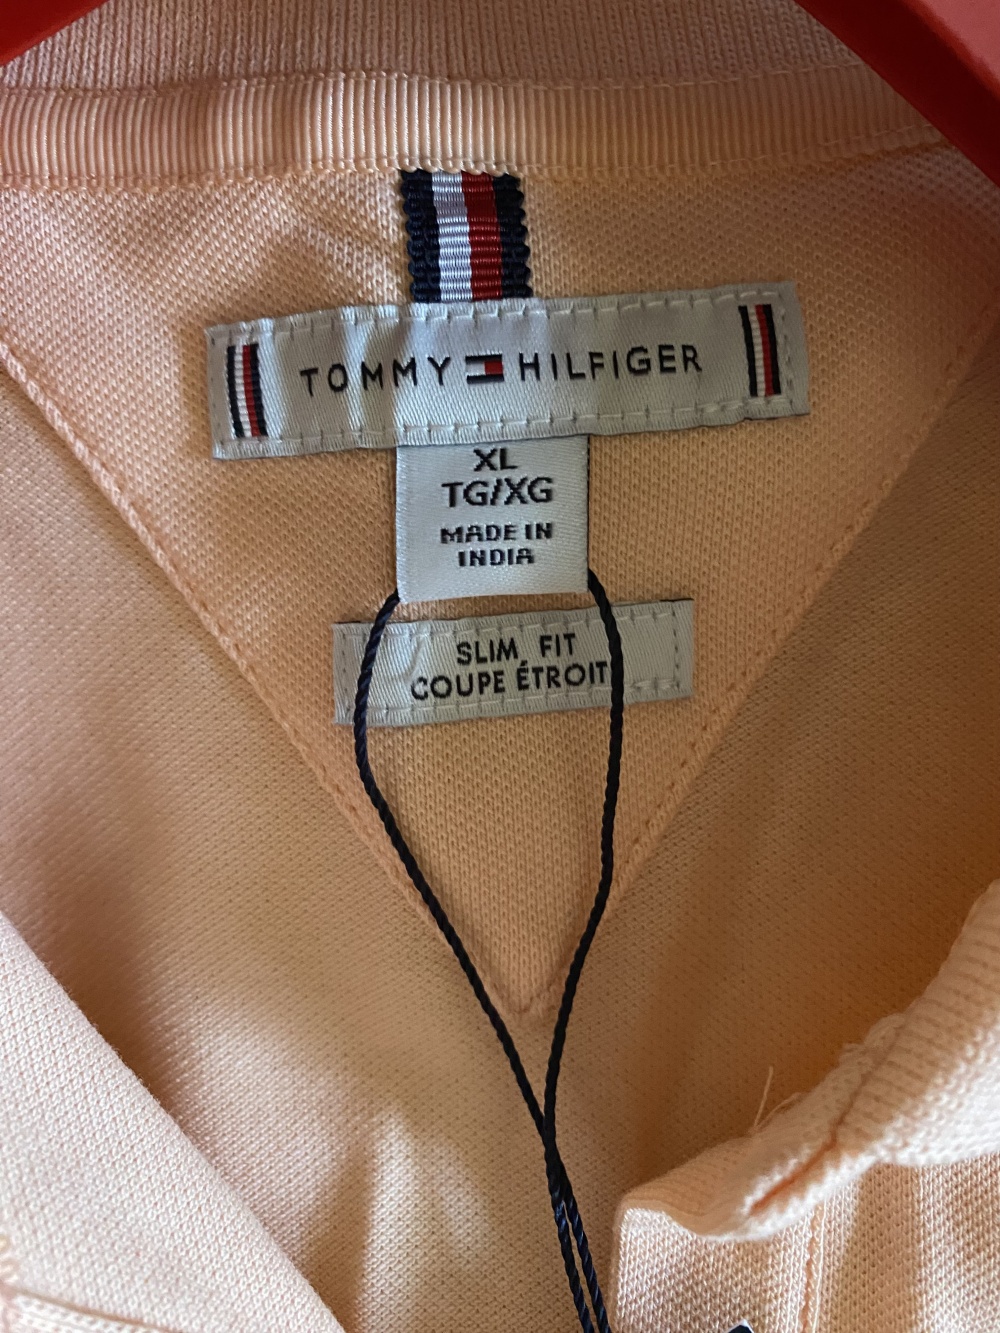 TOMMY HILFIGER
XL
TG/XG
MADE IN
INDIA
SLIM FIT
COUPE ÉTROIT